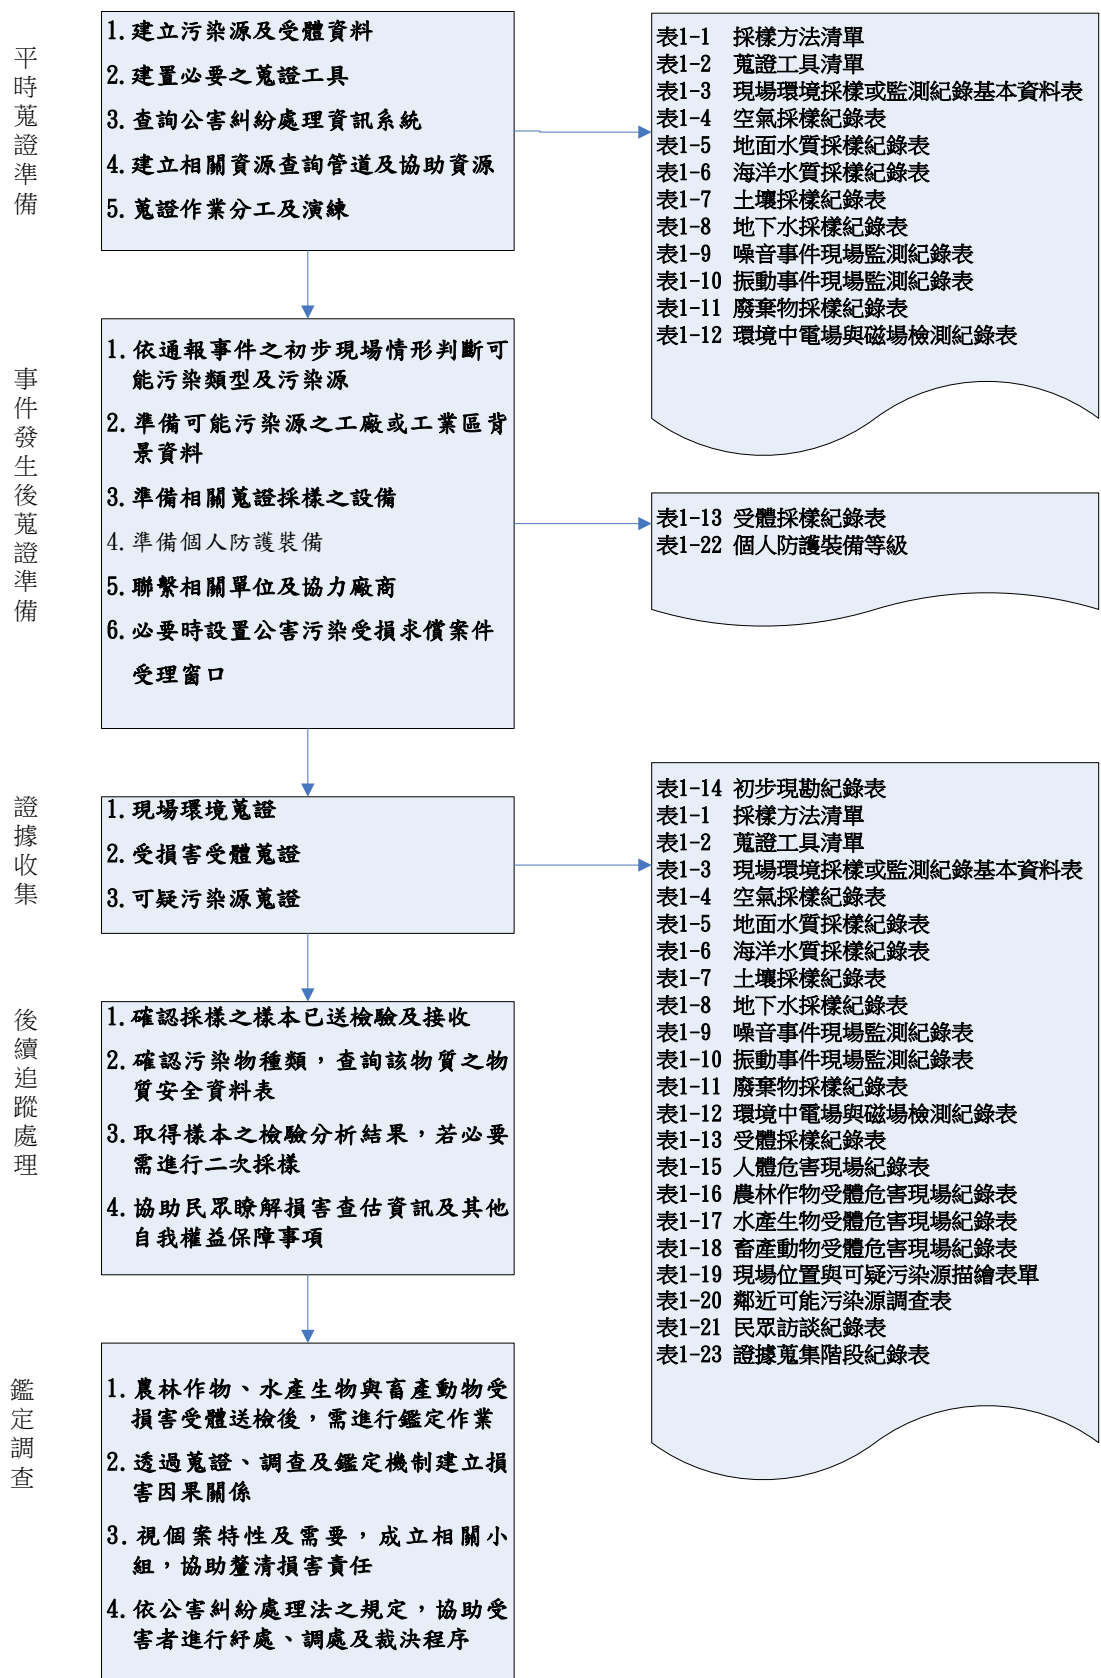 平時蒐證準備
1. 建立污染源及受體資料
2. 建置必要之蒐證工具
3. 查詢公害糾紛處理資訊系統
4. 建立相關資源查詢管道及協助資源
5. 蒐證作業分工及演練
表1-1 採樣方法清單
表1-2 蒐證工具清單
表1-3 現場環境採樣或監測紀錄基本資料表
表1-4 空氣採樣紀錄表
表1-5 地面水質採樣紀錄表
表1-6 海洋水質採樣紀錄表
表1-7 土壤採樣紀錄表
表1-8 地下水採樣紀錄表
表1-9 噪音事件現場監測紀錄表
表1-10 振動事件現場監測紀錄表
表1-11 廢棄物採樣紀錄表
表1-12 環境中電場與磁場檢測紀錄表
事件發生後蒐證準備
1. 依通報事件之初步現場情形判斷可
能污染類型及污染源
2. 準備可能污染源之工廠或工業區背
景資料
3. 準備相關蒐證採樣之設備
4. 準備個人防護裝備
5. 聯繫相關單位及協力廠商
6. 必要時設置公害污染受損求償案件
受理窗口
表1-13 受體採樣紀錄表
表1-22 個人防護裝備等級
證據收集
1. 現場環境蒐證
2. 受損害受體蒐證
3. 可疑污染源蒐證
表1-14 初步現勘紀錄表
表1-1 採樣方法清單
表1-2 蒐證工具清單
表1-3 現場環境採樣或監測紀錄基本資料表
表1-4 空氣採樣紀錄表
表1-5 地面水質採樣紀錄表
表1-6 海洋水質採樣紀錄表
表1-7 土壤採樣紀錄表
表1-8 地下水採樣紀錄表
表1-9 噪音事件現場監測紀錄表
表1-10 振動事件現場監測紀錄表
表1-11 廢棄物採樣紀錄表
表1-12 環境中電場與磁場檢測紀錄表
表1-13 受體採樣紀錄表
表1-15 人體危害現場紀錄表
表1-16 農林作物受體危害現場紀錄表
表1-17 水產生物受體危害現場紀錄表
表1-18 畜產動物受體危害現場紀錄表
表1-19 現場位置與可疑污染源描繪表單
表1-20 鄰近可能污染源調查表
表1-21 民眾訪談紀錄表
表1-23 證據蒐集階段紀錄表
後續追蹤處理
1. 確認採樣之樣本已送檢驗及接收
2. 確認污染物種類，查詢該物質之物
質安全資料表
3. 取得樣本之檢驗分析結果，若必要
需進行二次採樣
4. 協助民眾瞭解損害查估資訊及其他
自我權益保障事項
鑑定調查
1. 農林作物、水產生物與畜產動物受
損害受體送檢後，需進行鑑定作業
2. 透過蒐證、調查及鑑定機制建立損
害因果關係
3. 視個案特性及需要，成立相關小
組，協助釐清損害責任
4. 依公害糾紛處理法之規定，協助受
害者進行紓處、調處及裁決程序